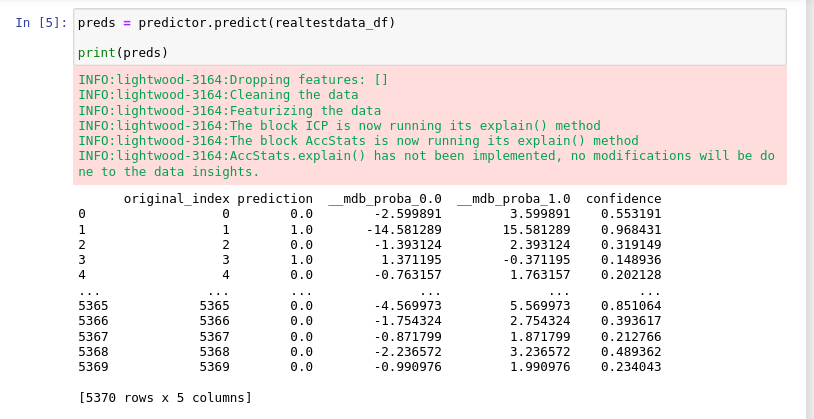 In [5]: preds = predictor.predict(realtestdata_df)
print(preds)
INFO:lightwood-3164:Dropping features: []
INFO:lightwood-3164:Cleaning the data
INFO:lightwood-3164:Featurizing the data
INFO:lightwood-3164:The block ICP is now running its explain() method
INFO:lightwood-3164:The block AccStats is now running its explain() method
INFO:lightwood-3164:AccStats.explain() has not been implemented, no modifications will be do
ne to the data insights.
original_index prediction __mdb_proba_0.0 __mdb_proba_1.0 confidence
0 0 0.0 -2.599891 3.599891 0.553191
1 1 1.0 -14.581289 15.581289 0.968431
2 2 0.0 -1.393124 2.393124 0.319149
3 3 1.0 1.371195 -0.371195 0.148936
4 4 0.0 -0.763157 1.763157 0.202128
... ... ... ... ... ...
5365 5365 0.0 -4.569973 5.569973 0.851064
5366 5366 0.0 -1.754324 2.754324 0.393617
5367 5367 0.0 -0.871799 1.871799 0.212766
5368 5368 0.0 -2.236572 3.236572 0.489362
5369 5369 0.0 -0.990976 1.990976 0.234043
[5370 rows x 5 columns]